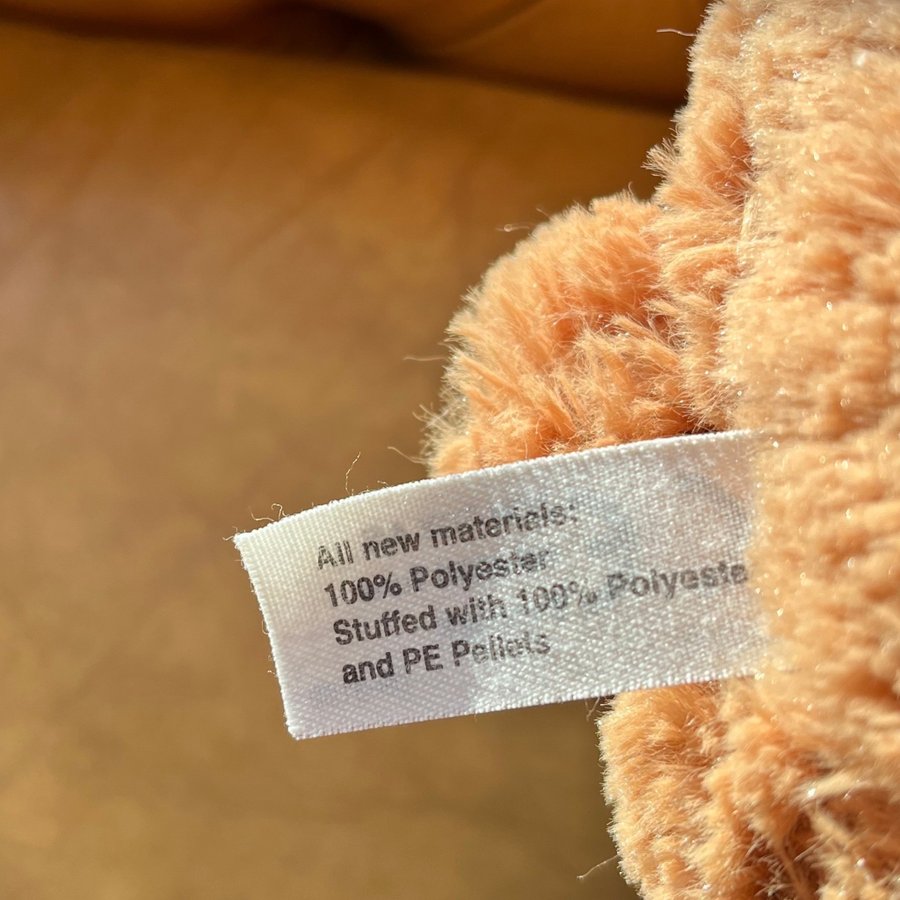 All new materials:
100% Polyester
Stuffed with 100% Polyeste
and PE Pellets